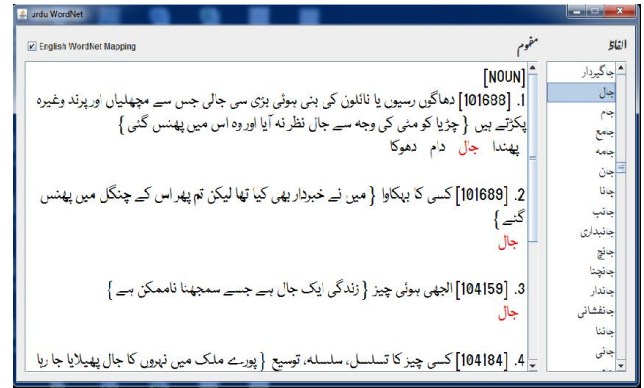 urdu WordNet
English WordNet Mapping
مفہوم
الفاظ
[NOUN]
1. [101688] دھاگوں رسیوں یا نائلون کی بنی ہوئی بڑی سی جالی جس سے مچھلیاں اور پرند وغیرہ
پکڑتے ہیں { چڑیا کو مٹی کی وجہ سے جال نظر نہ آیا اور وہ اس میں پھنس گئی }
پھندا جال دام دھوکا
2. [101689] کسی کا بہکاوا { میں نے خبردار بھی کیا تھا لیکن تم پھر اس کے چنگل میں پھنس
گئے }
جال
3. [104159] الجھی ہوئی چیز { زندگی ایک جال ہے جسے سمجھنا ناممکن ہے }
جال
4. [104184] کسی چیز کا تسلسل، سلسلہ، توسیع { پورے ملک میں نہروں کا جال پھیلایا جا رہا
جاگیردار
جال
جام
جامع
جامہ
جان
جانا
جانب
جانبداری
جانچ
جانچنا
جاندار
جانفشانی
جاننا
جانی